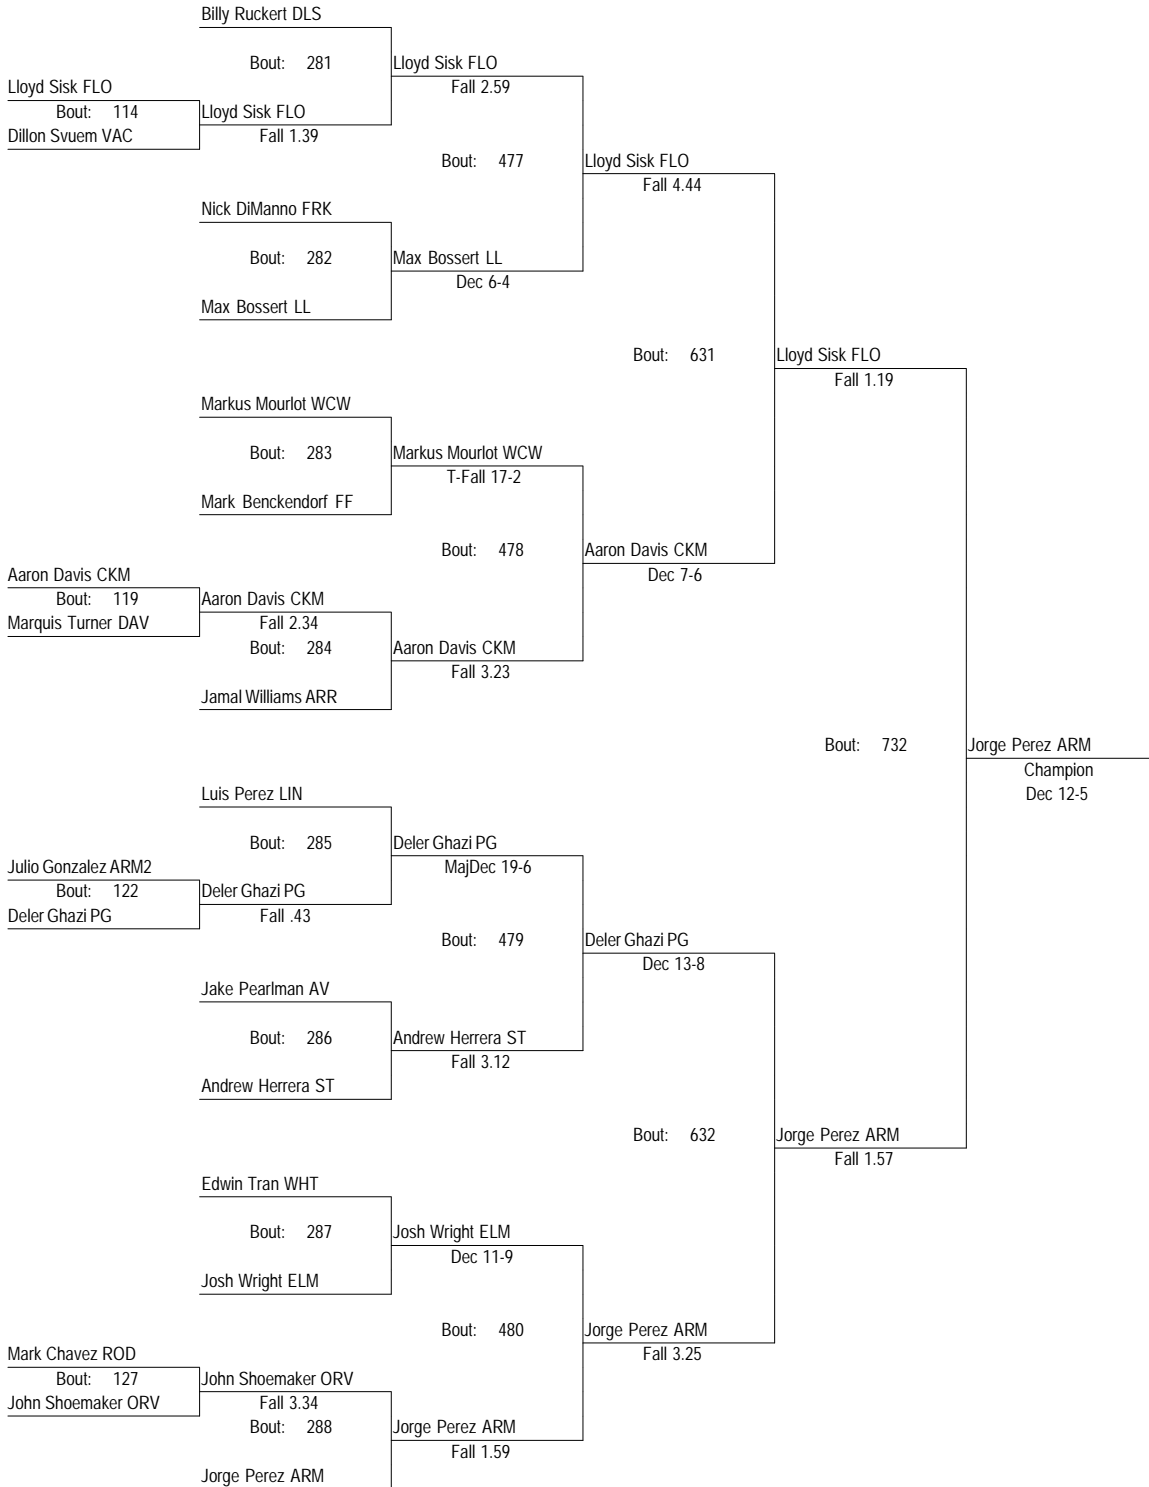 Billy Ruckert DLS
Bout: 281
Lloyd Sisk FLO
Fall 2.59
Lloyd Sisk FLO
Bout: 114
Dillon Svuem VAC
Lloyd Sisk FLO
Fall 1.39
Bout: 477
Lloyd Sisk FLO
Fall 4.44
Nick DiManno FRK
Bout: 282
Max Bossert LL
Dec 6-4
Max Bossert LL
Bout: 631
Lloyd Sisk FLO
Fall 1.19
Markus Mourlot WCW
Bout: 283
Markus Mourlot WCW
T-Fall 17-2
Mark Benckendorf FF
Bout: 478
Aaron Davis CKM
Dec 7-6
Aaron Davis CKM
Bout: 119
Marquis Turner DAV
Aaron Davis CKM
Fall 2.34
Bout: 284
Aaron Davis CKM
Fall 3.23
Jamal Williams ARR
Bout: 732
Jorge Perez ARM
Champion
Dec 12-5
Luis Perez LIN
Bout: 285
Deler Ghazi PG
MajDec 19-6
Julio Gonzalez ARM2
Bout: 122
Deler Ghazi PG
Deler Ghazi PG
Fall .43
Bout: 479
Deler Ghazi PG
Dec 13-8
Jake Pearlman AV
Bout: 286
Andrew Herrera ST
Fall 3.12
Andrew Herrera ST
Bout: 632
Jorge Perez ARM
Fall 1.57
Edwin Tran WHT
Bout: 287
Josh Wright ELM
Dec 11-9
Josh Wright ELM
Bout: 480
Jorge Perez ARM
Fall 3.25
Mark Chavez ROD
Bout: 127
John Shoemaker ORV
John Shoemaker ORV
Fall 3.34
Bout: 288
Jorge Perez ARM
Fall 1.59
Jorge Perez ARM